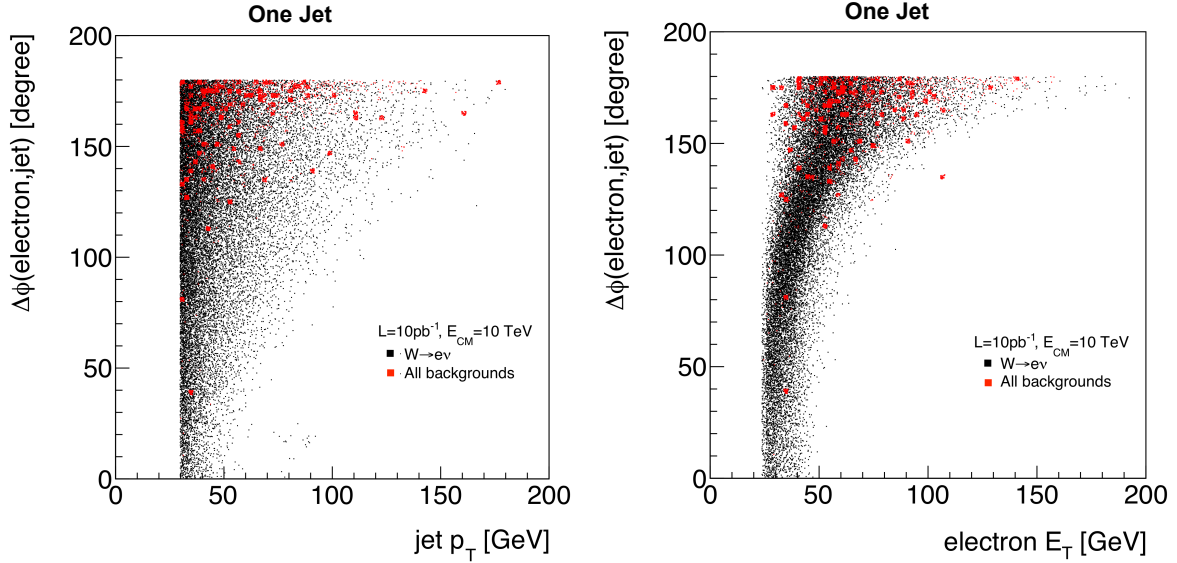 One Jet
Δϕ(electron,jet) [degree]
200
150
100
50
0
0 50 100 150 200
jet p_T [GeV]
L=10pb⁻¹, E_CM=10 TeV
W→eν
All backgrounds
One Jet
Δϕ(electron,jet) [degree]
200
150
100
50
0
0 50 100 150 200
electron E_T [GeV]
L=10pb⁻¹, E_CM=10 TeV
W→eν
All backgrounds